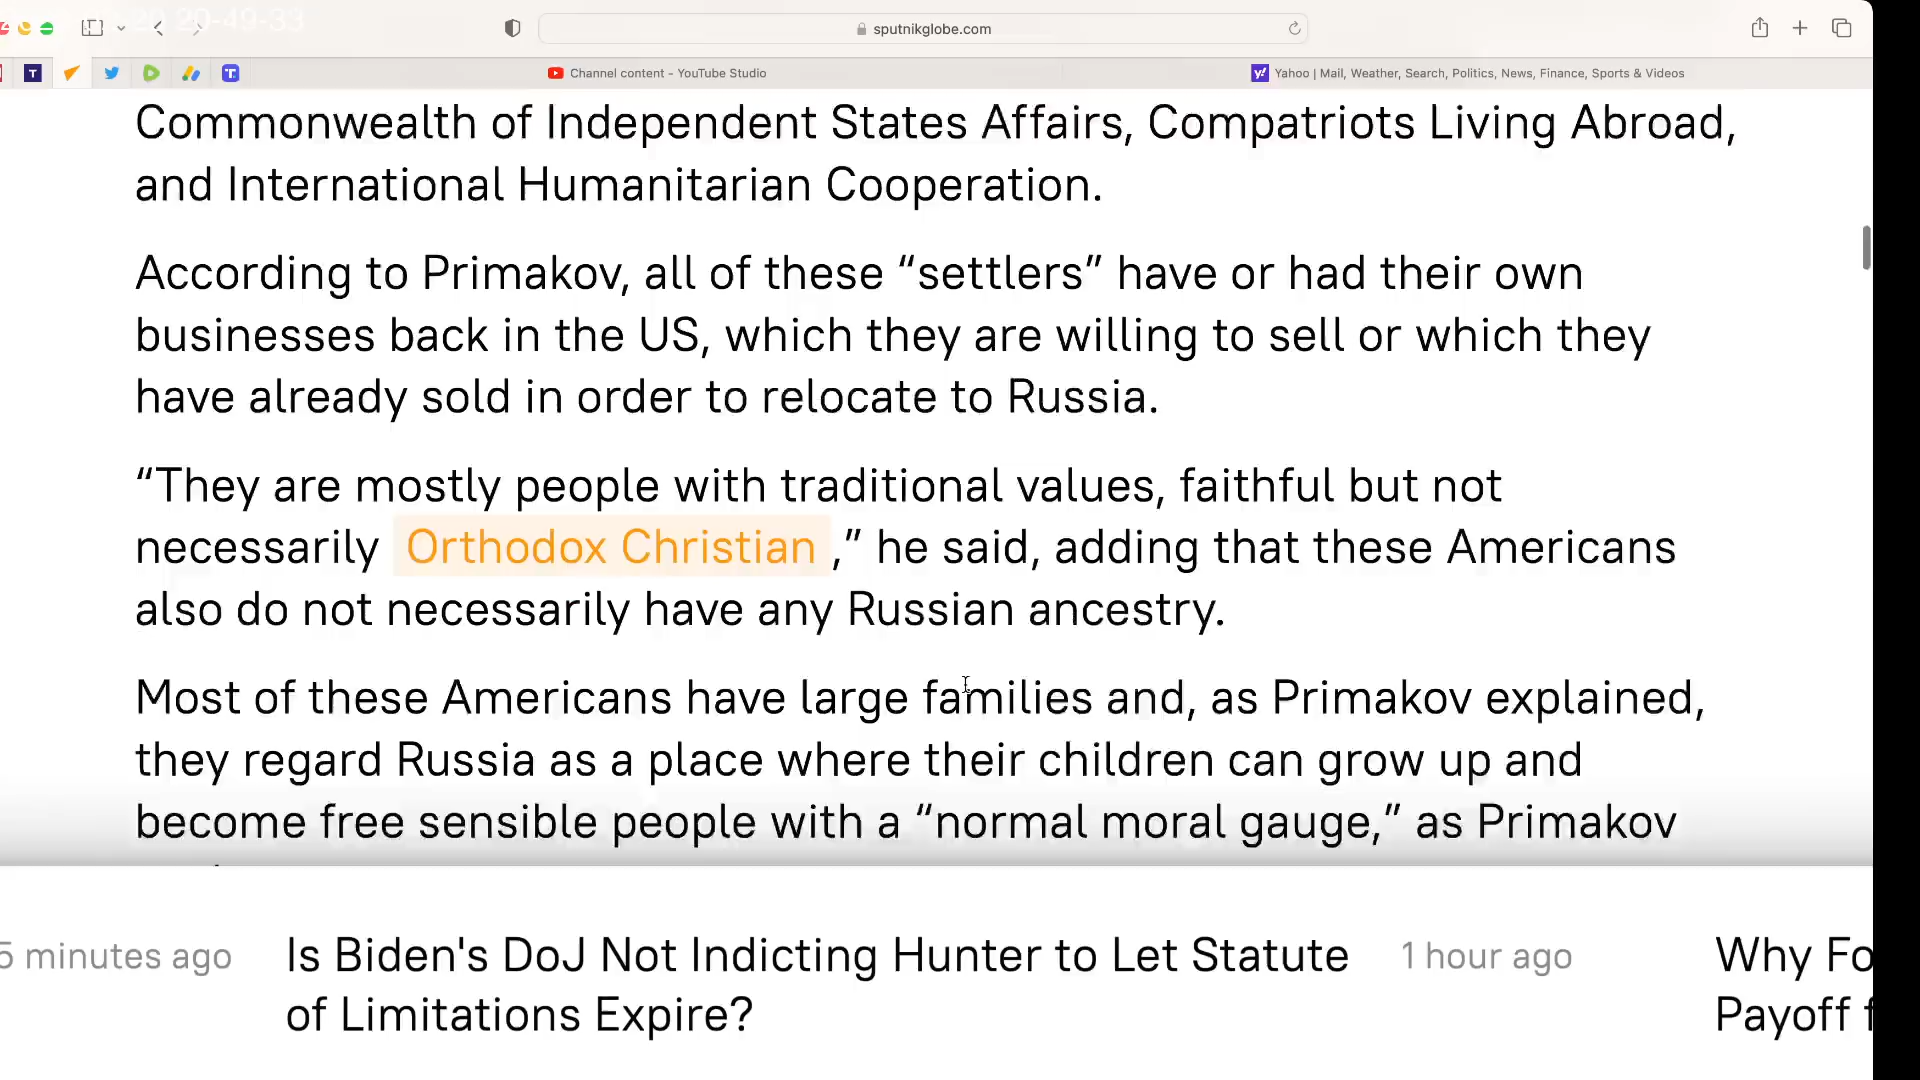 20-49-33
sputnikglobe.com
Channel content - YouTube Studio
Yahoo | Mail, Weather, Search, Politics, News, Finance, Sports & Videos
Commonwealth of Independent States Affairs, Compatriots Living Abroad,
and International Humanitarian Cooperation.
According to Primakov, all of these “settlers” have or had their own
businesses back in the US, which they are willing to sell or which they
have already sold in order to relocate to Russia.
“They are mostly people with traditional values, faithful but not
necessarily Orthodox Christian ,” he said, adding that these Americans
also do not necessarily have any Russian ancestry.
Most of these Americans have large families and, as Primakov explained,
they regard Russia as a place where their children can grow up and
become free sensible people with a “normal moral gauge,” as Primakov
5 minutes ago
Is Biden's DoJ Not Indicting Hunter to Let Statute
of Limitations Expire?
1 hour ago
Why Fo
Payoff f